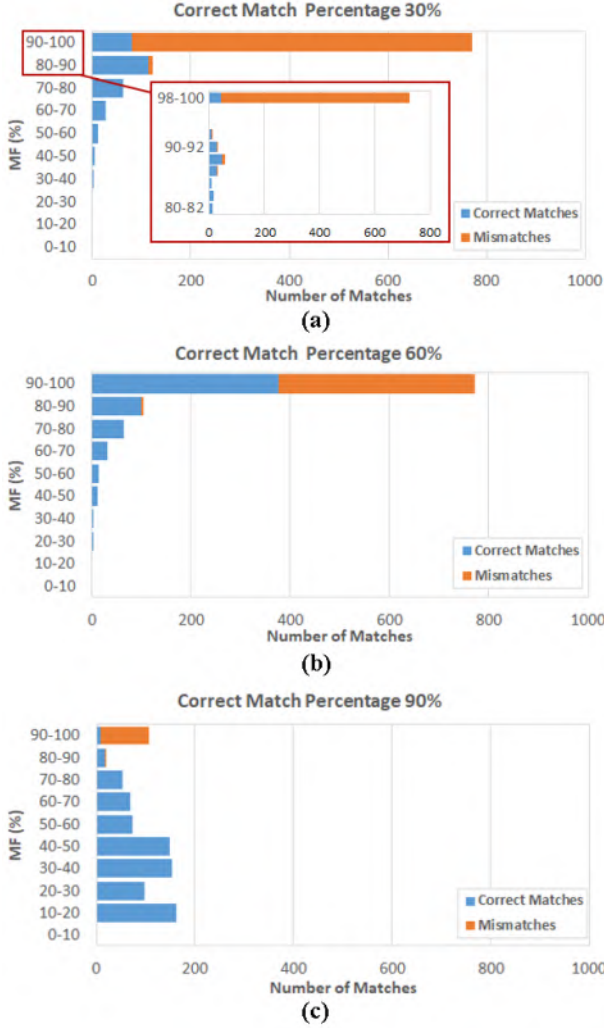 Correct Match Percentage 30%
90-100
80-90
70-80
60-70
50-60
40-50
30-40
20-30
10-20
0-10
MF (%)
98-100
90-92
80-82
0 200 400 600 800
Correct Matches
Mismatches
0 200 400 600 800 1000
Number of Matches
(a)
Correct Match Percentage 60%
90-100
80-90
70-80
60-70
50-60
40-50
30-40
20-30
10-20
0-10
MF (%)
Correct Matches
Mismatches
0 200 400 600 800 1000
Number of Matches
(b)
Correct Match Percentage 90%
90-100
80-90
70-80
60-70
50-60
40-50
30-40
20-30
10-20
0-10
MF (%)
Correct Matches
Mismatches
0 200 400 600 800 1000
Number of Matches
(c)